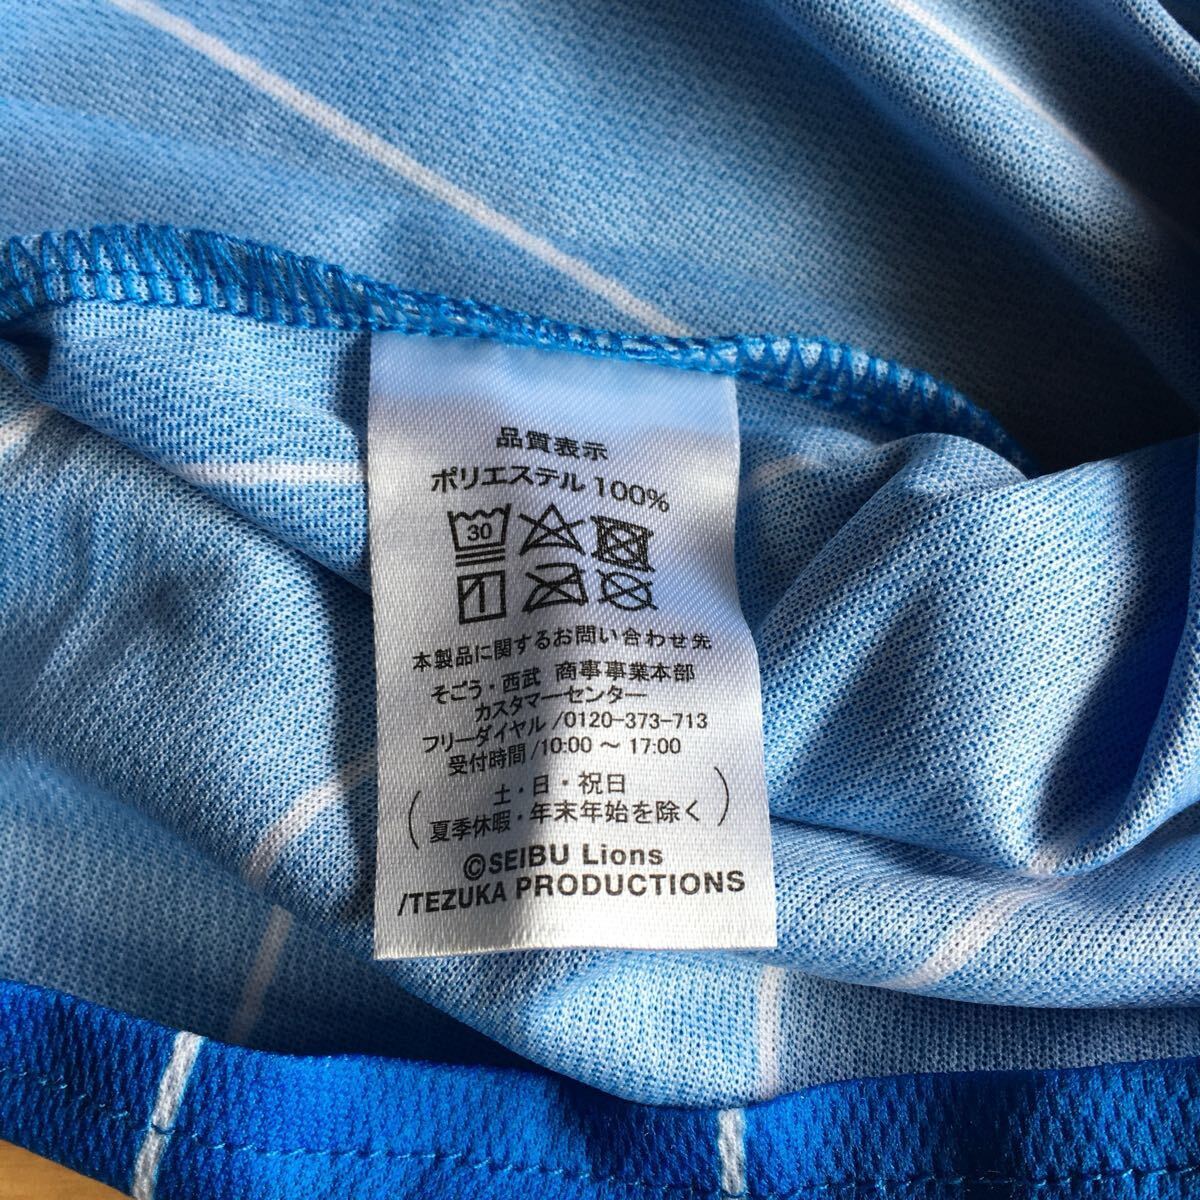 品質表示
ポリエステル 100%
30
本製品に関するお問い合わせ先
そごう・西武 商事事業本部
カスタマーセンター
フリーダイヤル/0120-373-713
受付時間/10:00 ～ 17:00
(土・日・祝日
夏季休暇・年末年始を除く)
©SEIBU Lions
/TEZUKA PRODUCTIONS